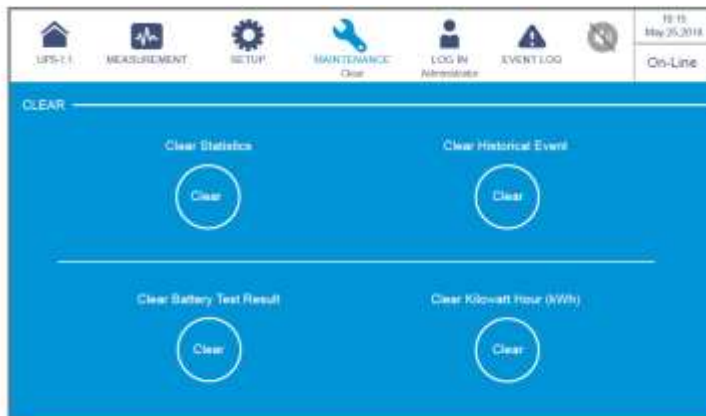 UPS-1.1 MEASUREMENT SETUP MAINTENANCE LOG IN EVENT LOG
Clear Administrator
May 25,2018
On-Line
CLEAR
Clear Statistics Clear Historical Event
Clear Clear
Clear Battery Test Result Clear Kilowatt Hour (kWh)
Clear Clear